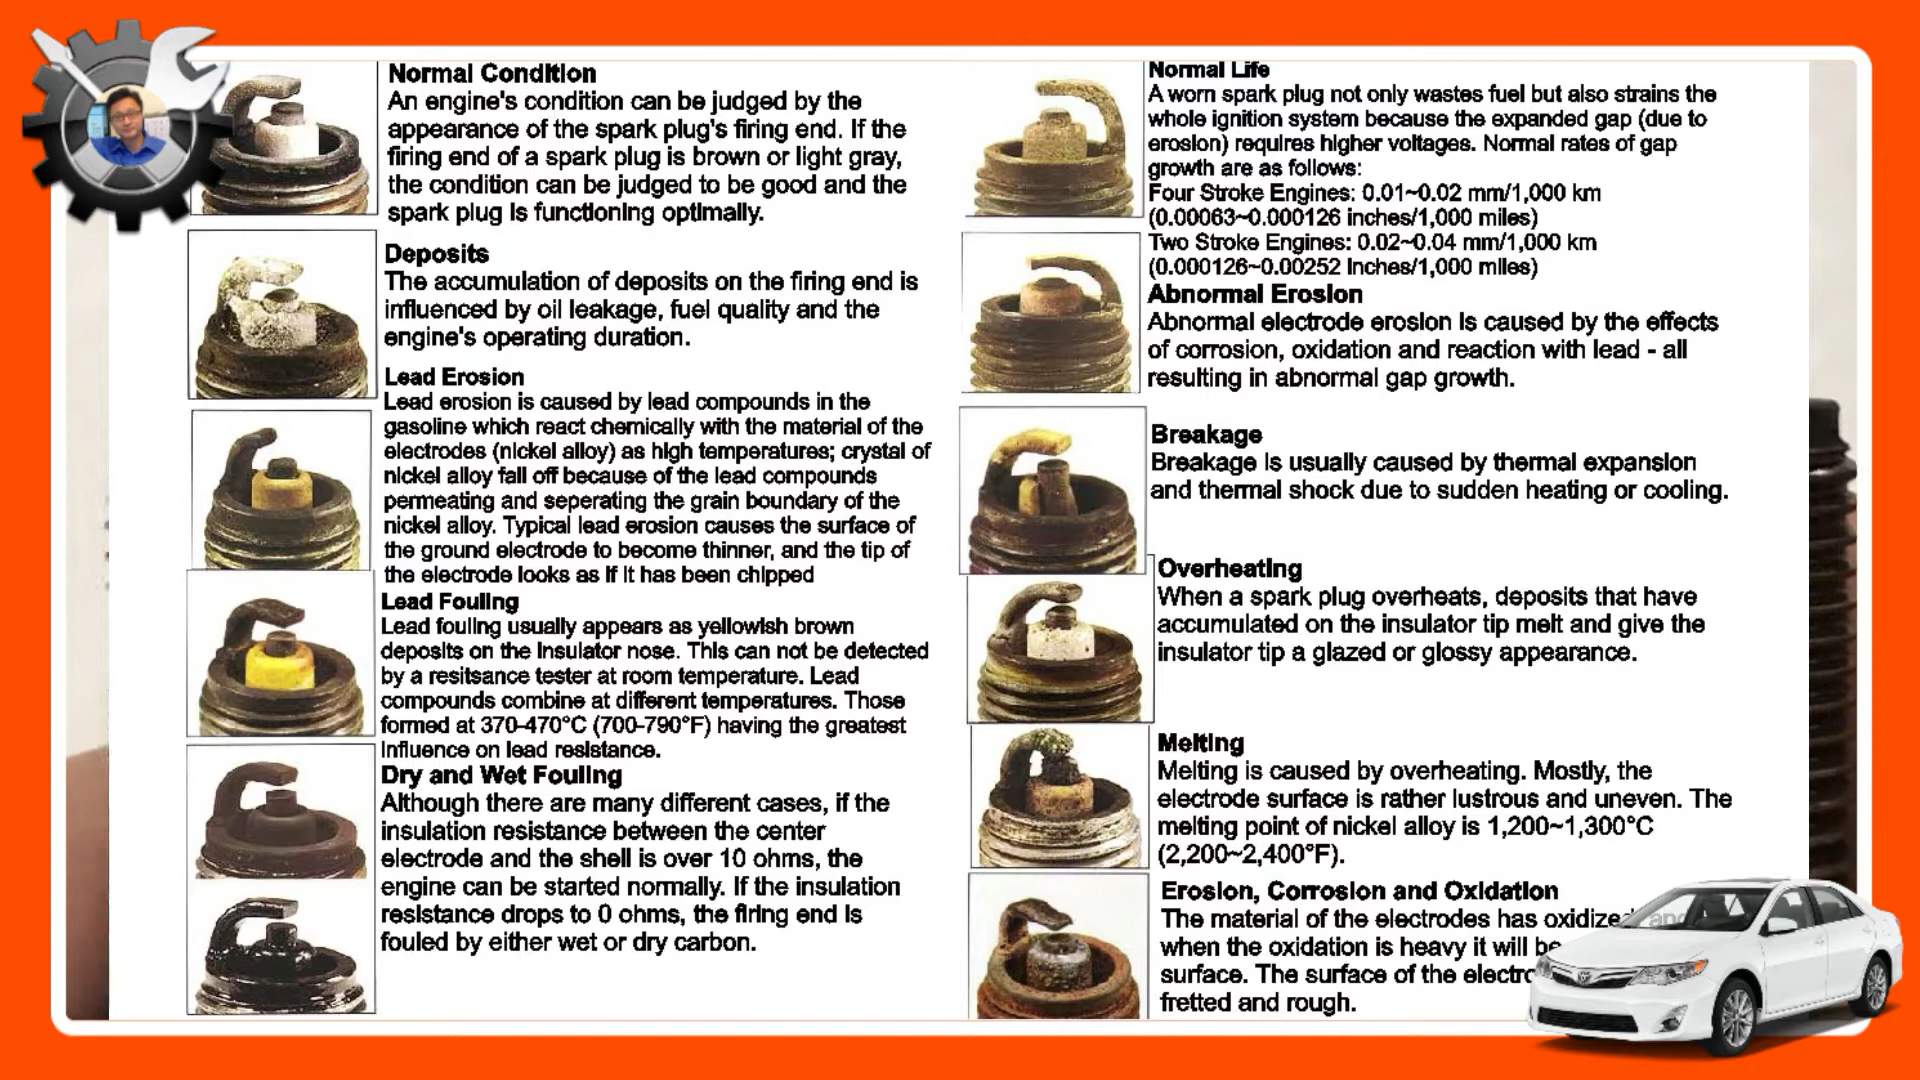 Normal Condition
An engine's condition can be judged by the
appearance of the spark plug's firing end. If the
firing end of a spark plug is brown or light gray,
the condition can be judged to be good and the
spark plug is functioning optimally.
Deposits
The accumulation of deposits on the firing end is
influenced by oil leakage, fuel quality and the
engine's operating duration.
Lead Erosion
Lead erosion is caused by lead compounds in the
gasoline which react chemically with the material of the
electrodes (nickel alloy) as high temperatures; crystal of
nickel alloy fall off because of the lead compounds
permeating and seperating the grain boundary of the
nickel alloy. Typical lead erosion causes the surface of
the ground electrode to become thinner, and the tip of
the electrode looks as if it has been chipped
Lead Fouling
Lead fouling usually appears as yellowish brown
deposits on the insulator nose. This can not be detected
by a resitsance tester at room temperature. Lead
compounds combine at different temperatures. Those
formed at 370-470°C (700-790°F) having the greatest
influence on lead resistance.
Dry and Wet Fouling
Although there are many different cases, if the
insulation resistance between the center
electrode and the shell is over 10 ohms, the
engine can be started normally. If the insulation
resistance drops to 0 ohms, the firing end is
fouled by either wet or dry carbon.
Normal Life
A worn spark plug not only wastes fuel but also strains the
whole ignition system because the expanded gap (due to
erosion) requires higher voltages. Normal rates of gap
growth are as follows:
Four Stroke Engines: 0.01~0.02 mm/1,000 km
(0.00063~0.000126 inches/1,000 miles)
Two Stroke Engines: 0.02~0.04 mm/1,000 km
(0.000126~0.00252 inches/1,000 miles)
Abnormal Erosion
Abnormal electrode erosion is caused by the effects
of corrosion, oxidation and reaction with lead - all
resulting in abnormal gap growth.
Breakage
Breakage is usually caused by thermal expansion
and thermal shock due to sudden heating or cooling.
Overheating
When a spark plug overheats, deposits that have
accumulated on the insulator tip melt and give the
insulator tip a glazed or glossy appearance.
Melting
Melting is caused by overheating. Mostly, the
electrode surface is rather lustrous and uneven. The
melting point of nickel alloy is 1,200~1,300°C
(2,200~2,400°F).
Erosion, Corrosion and Oxidation
The material of the electrodes has oxidized and
when the oxidation is heavy it will be
surface. The surface of the
fretted and rough.